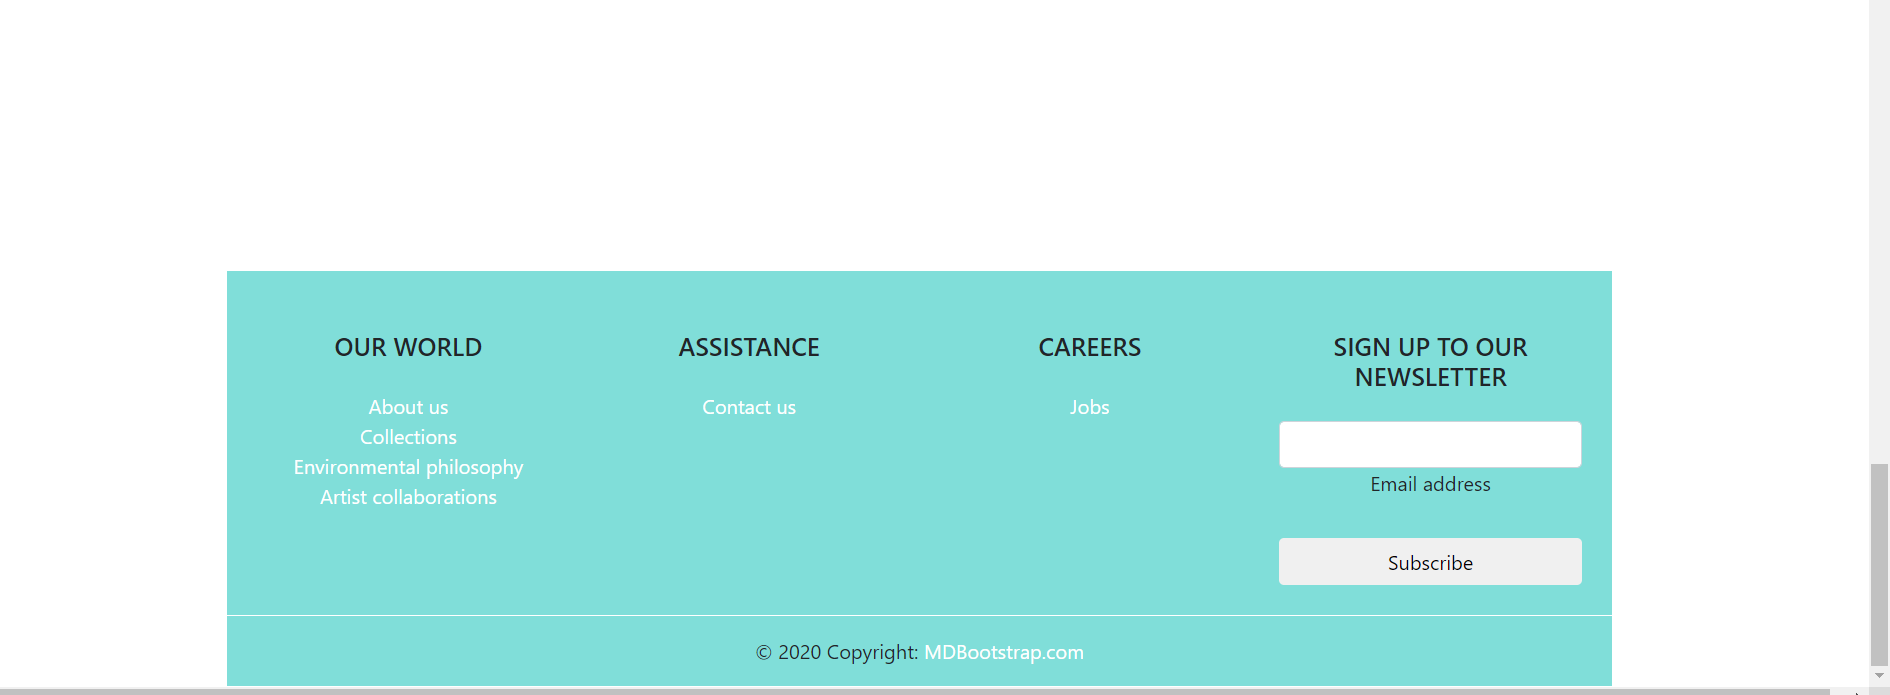 OUR WORLD
About us
Collections
Environmental philosophy
Artist collaborations
ASSISTANCE
Contact us
CAREERS
Jobs
SIGN UP TO OUR
NEWSLETTER
Email address
Subscribe
© 2020 Copyright: MDBootstrap.com